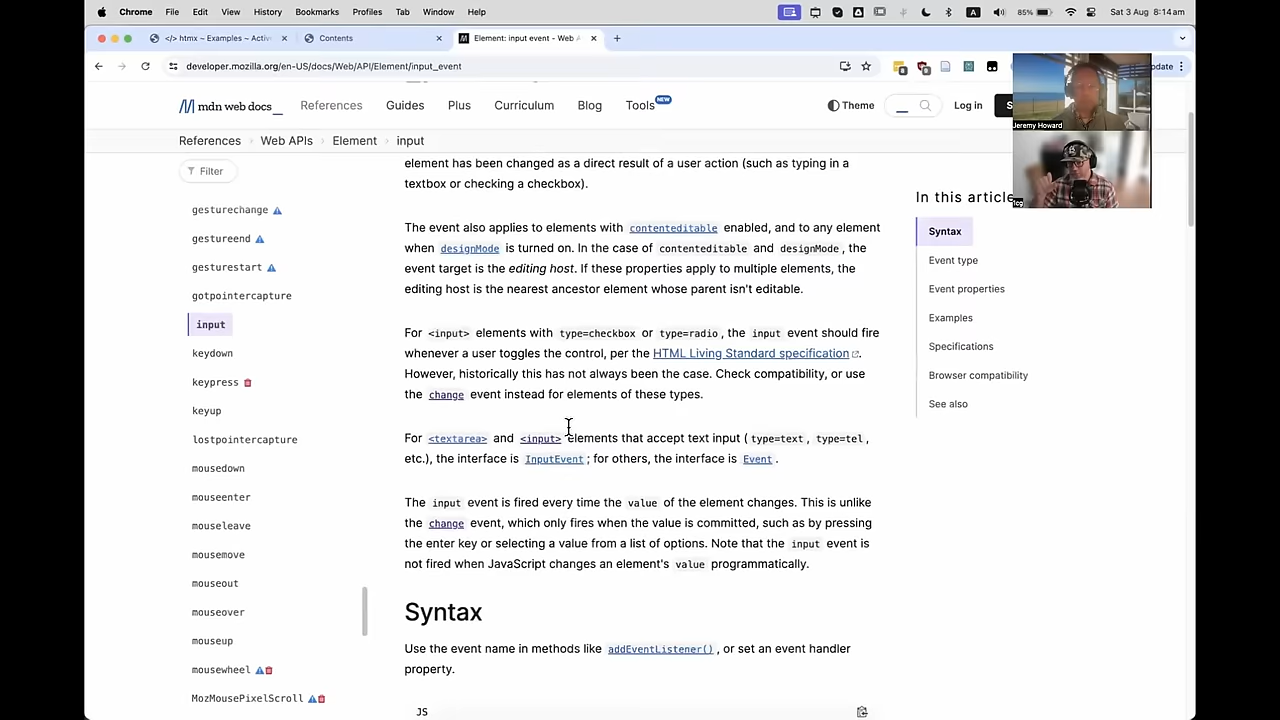 Chrome File Edit View History Bookmarks Profiles Tab Window Help A 85% Sat 3 Aug 8:14 am
</> htmx ~ Examples ~ Activ
Contents
Element: input event - Web A
developer.mozilla.org/en-US/docs/Web/API/Element/input_event
pdate
mdn web docs_
References Guides Plus Curriculum Blog Tools NEW
Theme
Log in
S
References
Web APIs
Element
input
Filter
gesturechange
gestureend
gesturestart
gotpointercapture
input
keydown
keypress
keyup
lostpointercapture
mousedown
mouseenter
mouseleave
mousemove
mouseout
mouseover
mouseup
mousewheel
MozMousePixelScroll
element has been changed as a direct result of a user action (such as typing in a
textbox or checking a checkbox).
The event also applies to elements with contenteditable enabled, and to any element
when designMode is turned on. In the case of contenteditable and designMode, the
event target is the editing host. If these properties apply to multiple elements, the
editing host is the nearest ancestor element whose parent isn't editable.
For <input> elements with type=checkbox or type=radio, the input event should fire
whenever a user toggles the control, per the HTML Living Standard specification.
However, historically this has not always been the case. Check compatibility, or use
the change event instead for elements of these types.
For <textarea> and <input> elements that accept text input (type=text, type=tel,
etc.), the interface is InputEvent; for others, the interface is Event.
The input event is fired every time the value of the element changes. This is unlike
the change event, which only fires when the value is committed, such as by pressing
the enter key or selecting a value from a list of options. Note that the input event is
not fired when JavaScript changes an element's value programmatically.
Syntax
Use the event name in methods like addEventListener(), or set an event handler
property.
JS
In this article
Syntax
Event type
Event properties
Examples
Specifications
Browser compatibility
See also
Jeremy Howard